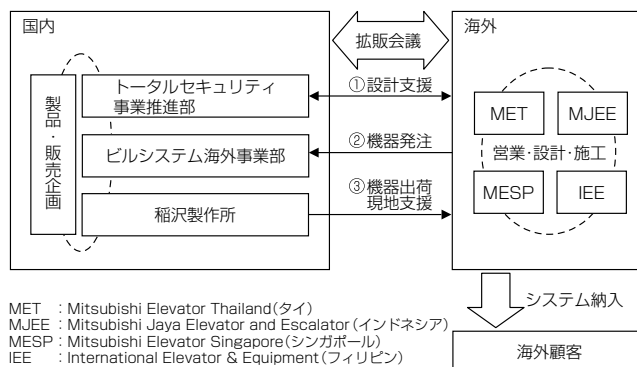 国内
拡販会議
海外
製品・販売企画
トータルセキュリティ
事業推進部
①設計支援
ビルシステム海外事業部
②機器発注
稲沢製作所
③機器出荷
現地支援
MET
MJEE
営業・設計・施工
MESP
IEE
システム納入
海外顧客
MET ：Mitsubishi Elevator Thailand（タイ）
MJEE ：Mitsubishi Jaya Elevator and Escalator（インドネシア）
MESP ：Mitsubishi Elevator Singapore（シンガポール）
IEE ：International Elevator & Equipment（フィリピン）